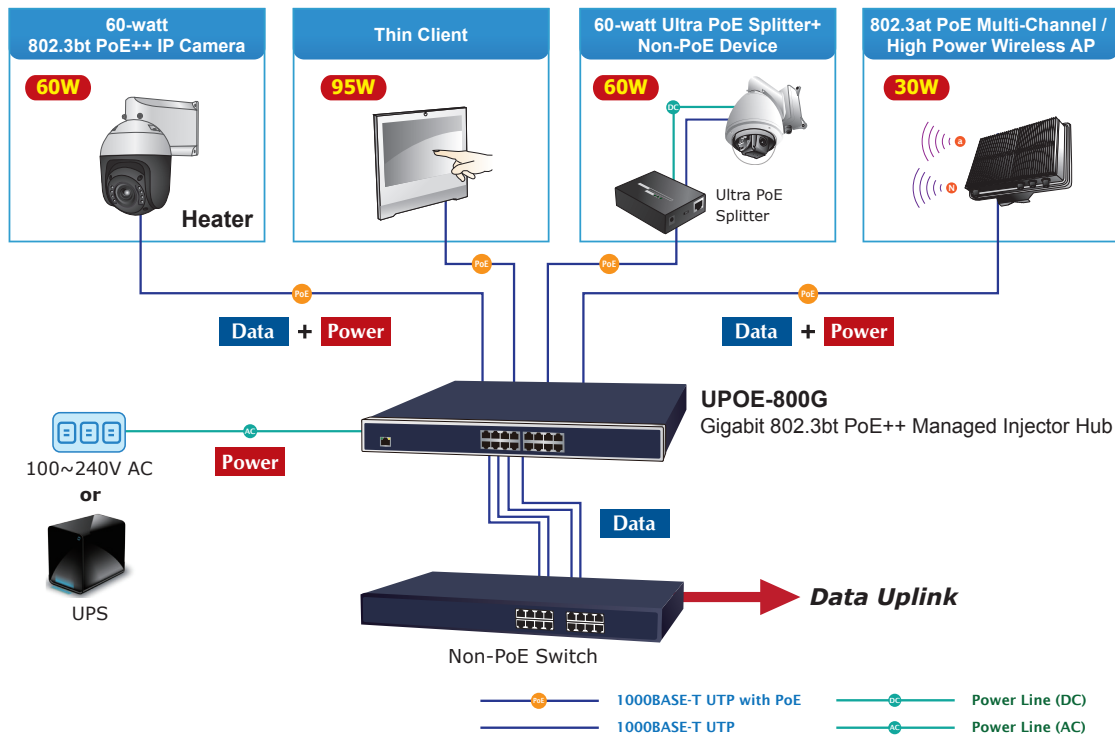 60-watt
802.3bt PoE++ IP Camera
60W
Heater
Thin Client
95W
60-watt Ultra PoE Splitter+
Non-PoE Device
60W
DC
Ultra PoE
Splitter
802.3at PoE Multi-Channel /
High Power Wireless AP
30W
a
N
PoE
PoE
PoE
PoE
Data + Power
Data + Power
UPOE-800G
Gigabit 802.3bt PoE++ Managed Injector Hub
AC
Power
100~240V AC
or
UPS
Data
Data Uplink
Non-PoE Switch
PoE 1000BASE-T UTP with PoE
DC Power Line (DC)
1000BASE-T UTP
AC Power Line (AC)